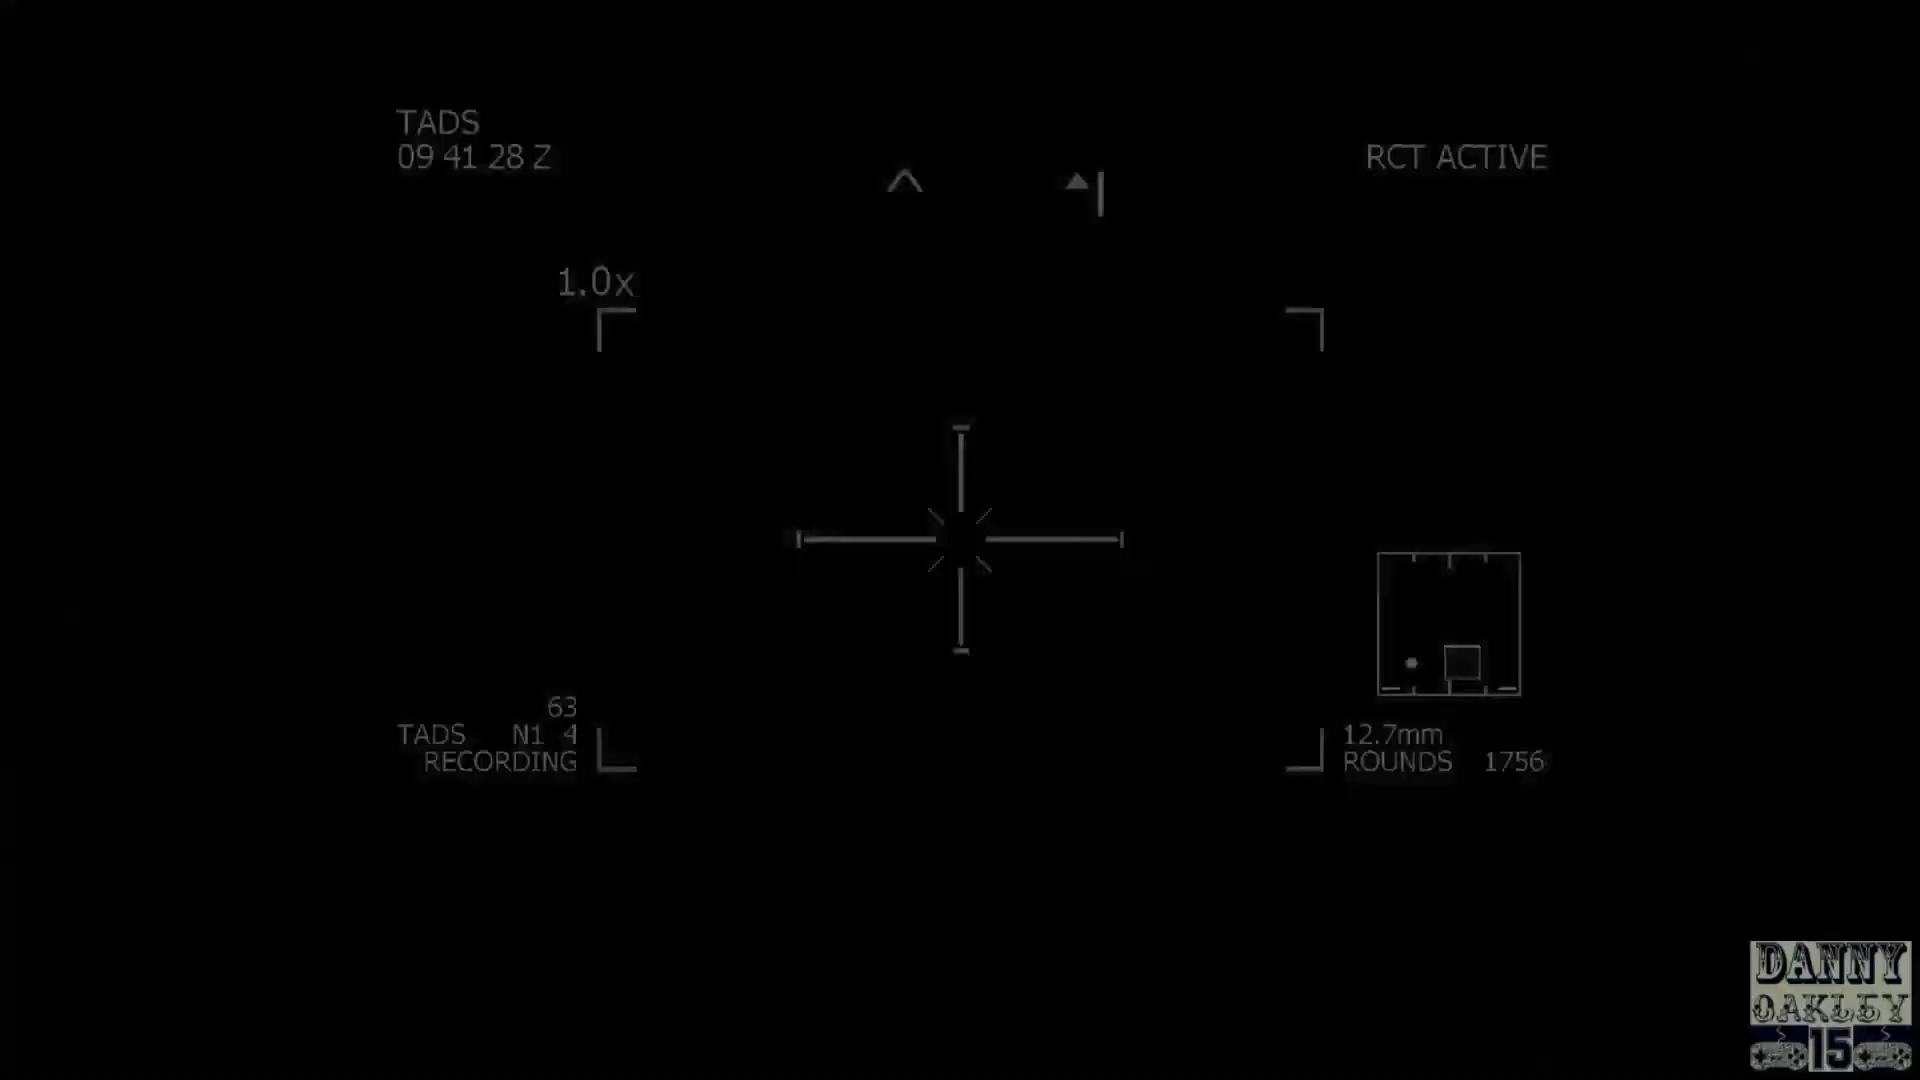 TADS
09 41 28 Z
RCT ACTIVE
1.0x
63
TADS N1 4
RECORDING
12.7mm
ROUNDS 1756
DANNY
OAKLEY
15